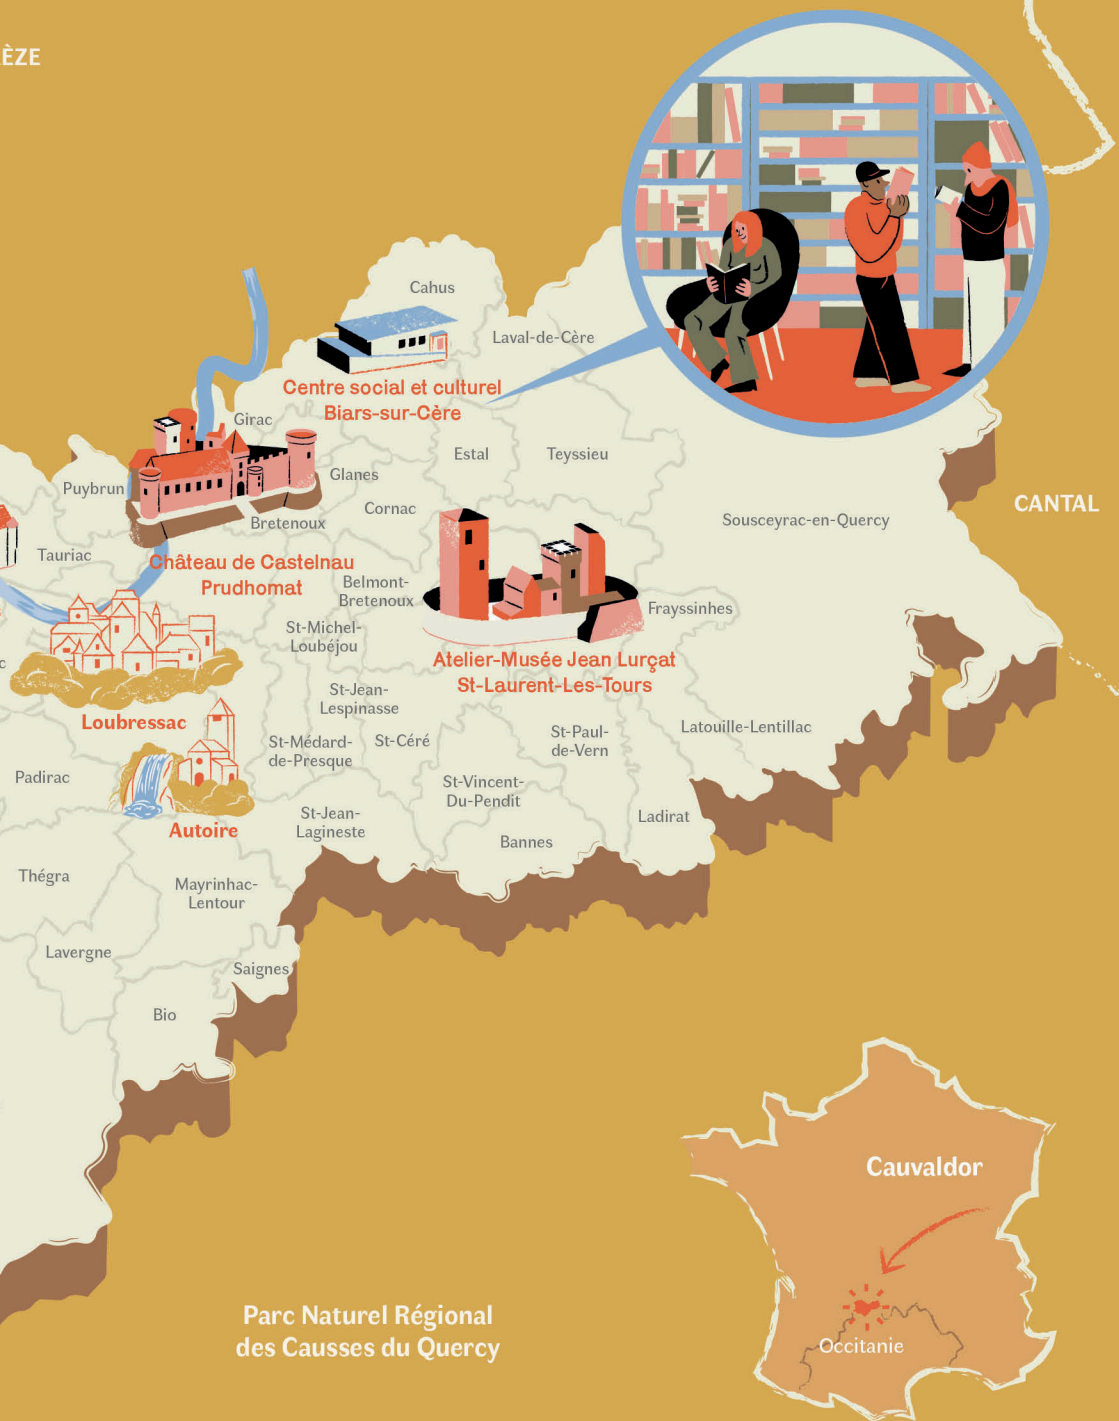 ÈZE
Cahus
Laval-de-Cère
Centre social et culturel
Biars-sur-Cère
Girac
Estal
Teyssieu
Glanes
Puybrun
Cornac
CANTAL
Bretenoux
Sousceyrac-en-Quercy
Tauriac
Château de Castelnau
Prudhomat
Belmont-
Bretenoux
Frayssinhes
St-Michel-
Loubéjou
c
Atelier-Musée Jean Lurçat
St-Laurent-Les-Tours
St-Jean-
Lespinasse
Loubressac
Latouille-Lentillac
St-Médard-
de-Presque
St-Céré
St-Paul-
de-Vern
Padirac
St-Vincent-
Du-Pendit
St-Jean-
Lagineste
Ladirat
Autoire
Bannes
Thégra
Mayrinhac-
Lentour
Lavergne
Saignes
Bio
Cauvaldor
Parc Naturel Régional
des Causses du Quercy
Occitanie